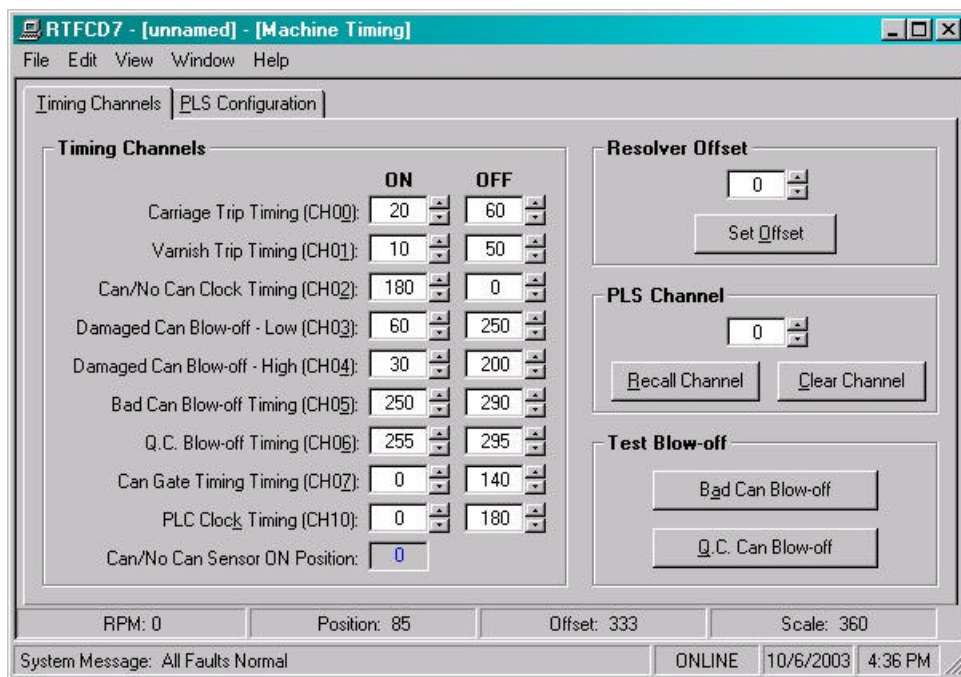 RTFCD7 - [unnamed] - [Machine Timing]
File Edit View Window Help
Timing Channels PLS Configuration
Timing Channels
ON OFF
Carriage Trip Timing (CH00): 20 60
Varnish Trip Timing (CH01): 10 50
Can/No Can Clock Timing (CH02): 180 0
Damaged Can Blow-off - Low (CH03): 60 250
Damaged Can Blow-off - High (CH04): 30 200
Bad Can Blow-off Timing (CH05): 250 290
Q.C. Blow-off Timing (CH06): 255 295
Can Gate Timing Timing (CH07): 0 140
PLC Clock Timing (CH10): 0 180
Can/No Can Sensor ON Position: 0
Resolver Offset
0
Set Offset
PLS Channel
0
Recall Channel Clear Channel
Test Blow-off
Bad Can Blow-off
Q.C. Can Blow-off
RPM: 0 Position: 85 Offset: 333 Scale: 360
System Message: All Faults Normal ONLINE 10/6/2003 4:36 PM